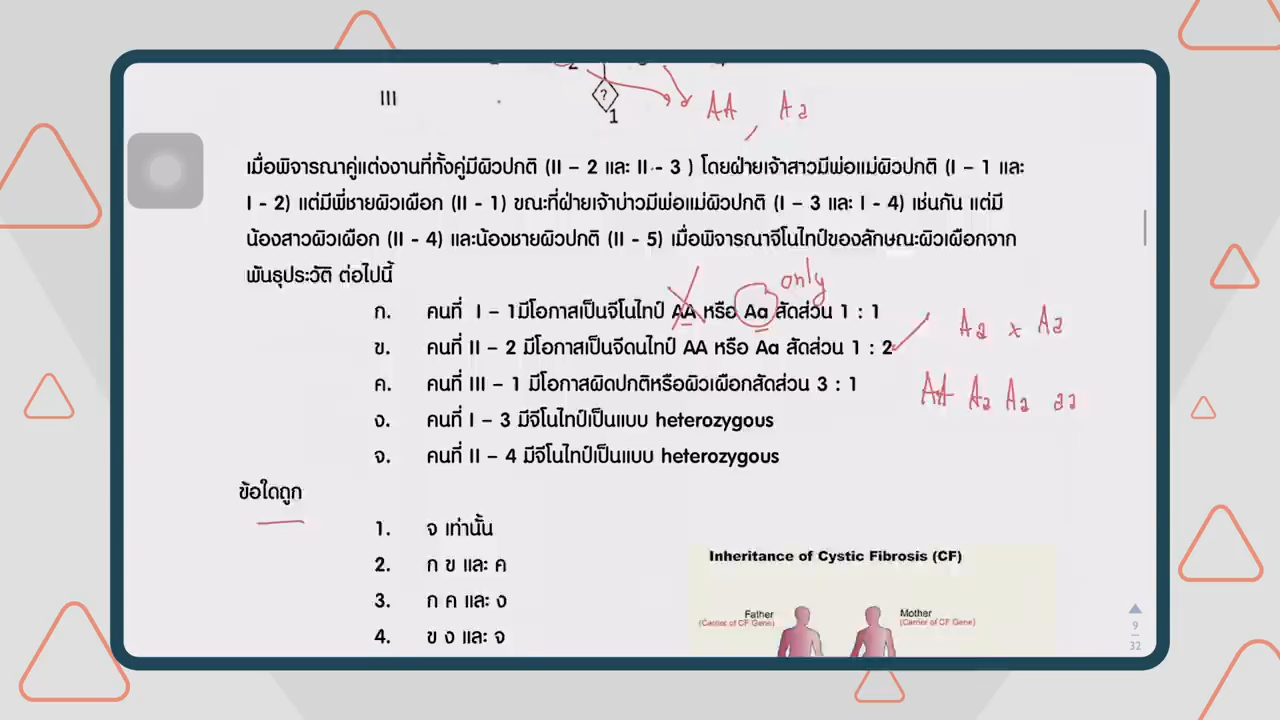 III
?
1
AA , Aa
เมื่อพิจารณาคู่แต่งงานที่ทั้งคู่มีผิวปกติ (II – 2 และ II - 3 ) โดยฝ่ายเจ้าสาวมีพ่อแม่ผิวปกติ (I – 1 และ
I - 2) แต่มีพี่ชายผิวเผือก (II - 1) ขณะที่ฝ่ายเจ้าบ่าวมีพ่อแม่ผิวปกติ (I – 3 และ I - 4) เช่นกัน แต่มี
น้องสาวผิวเผือก (II - 4) และน้องชายผิวปกติ (II - 5) เมื่อพิจารณาจีโนไทป์ของลักษณะผิวเผือกจาก
พันธุประวัติ ต่อไปนี้
only
ก. คนที่ I – 1มีโอกาสเป็นจีโนไทป์ AA หรือ Aa สัดส่วน 1 : 1
Aa x Aa
ข. คนที่ II – 2 มีโอกาสเป็นจีดนไทป์ AA หรือ Aa สัดส่วน 1 : 2
ค. คนที่ III – 1 มีโอกาสผิดปกติหรือผิวเผือกสัดส่วน 3 : 1
AA Aa Aa aa
ง. คนที่ I – 3 มีจีโนไทป์เป็นแบบ heterozygous
จ. คนที่ II – 4 มีจีโนไทป์เป็นแบบ heterozygous
ข้อใดถูก
1. จ เท่านั้น
2. ก ข และ ค
3. ก ค และ ง
4. ข ง และ จ
Inheritance of Cystic Fibrosis (CF)
Father
(Carrier of CF Gene)
Mother
(Carrier of CF Gene)
9
32